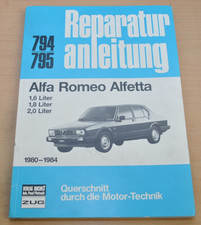 Reparatur
anleitung
794
795
Alfa Romeo Alfetta
1,6 Liter
1,8 Liter
2,0 Liter
1980–1984
Querschnitt
durch die Motor-Technik
ZUG